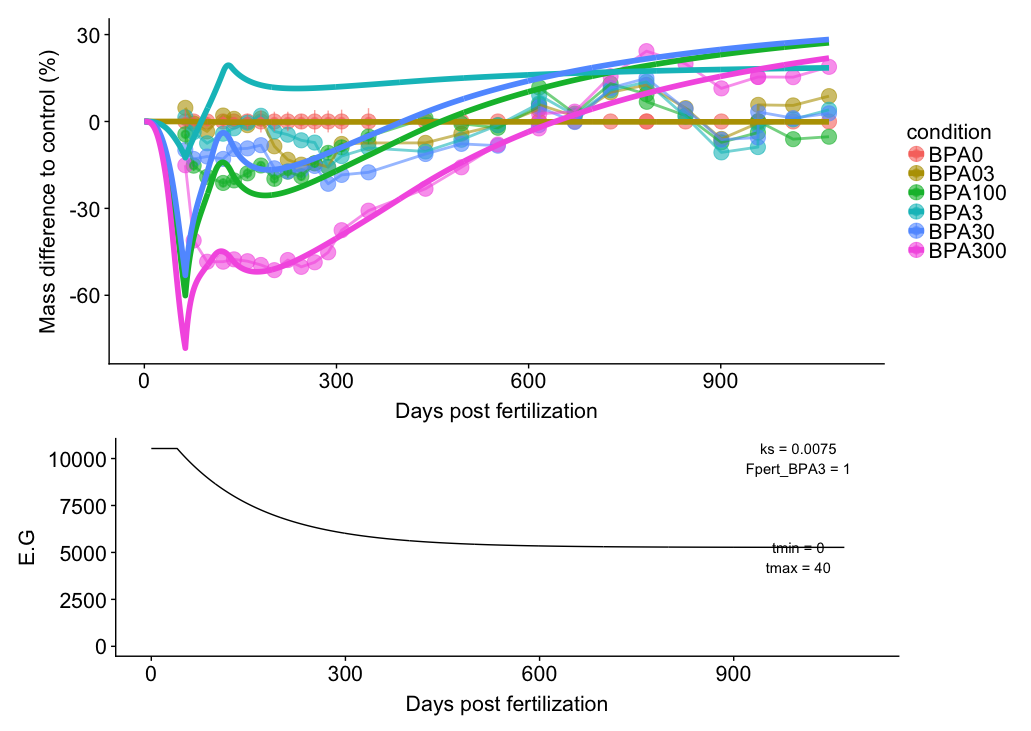 Mass difference to control (%)
30
0
-30
-60
0
300
600
900
Days post fertilization
condition
BPA0
BPA03
BPA100
BPA3
BPA30
BPA300
E.G
10000
7500
5000
2500
0
ks = 0.0075
Fpert_BPA3 = 1
tmin = 0
tmax = 40
0
300
600
900
Days post fertilization